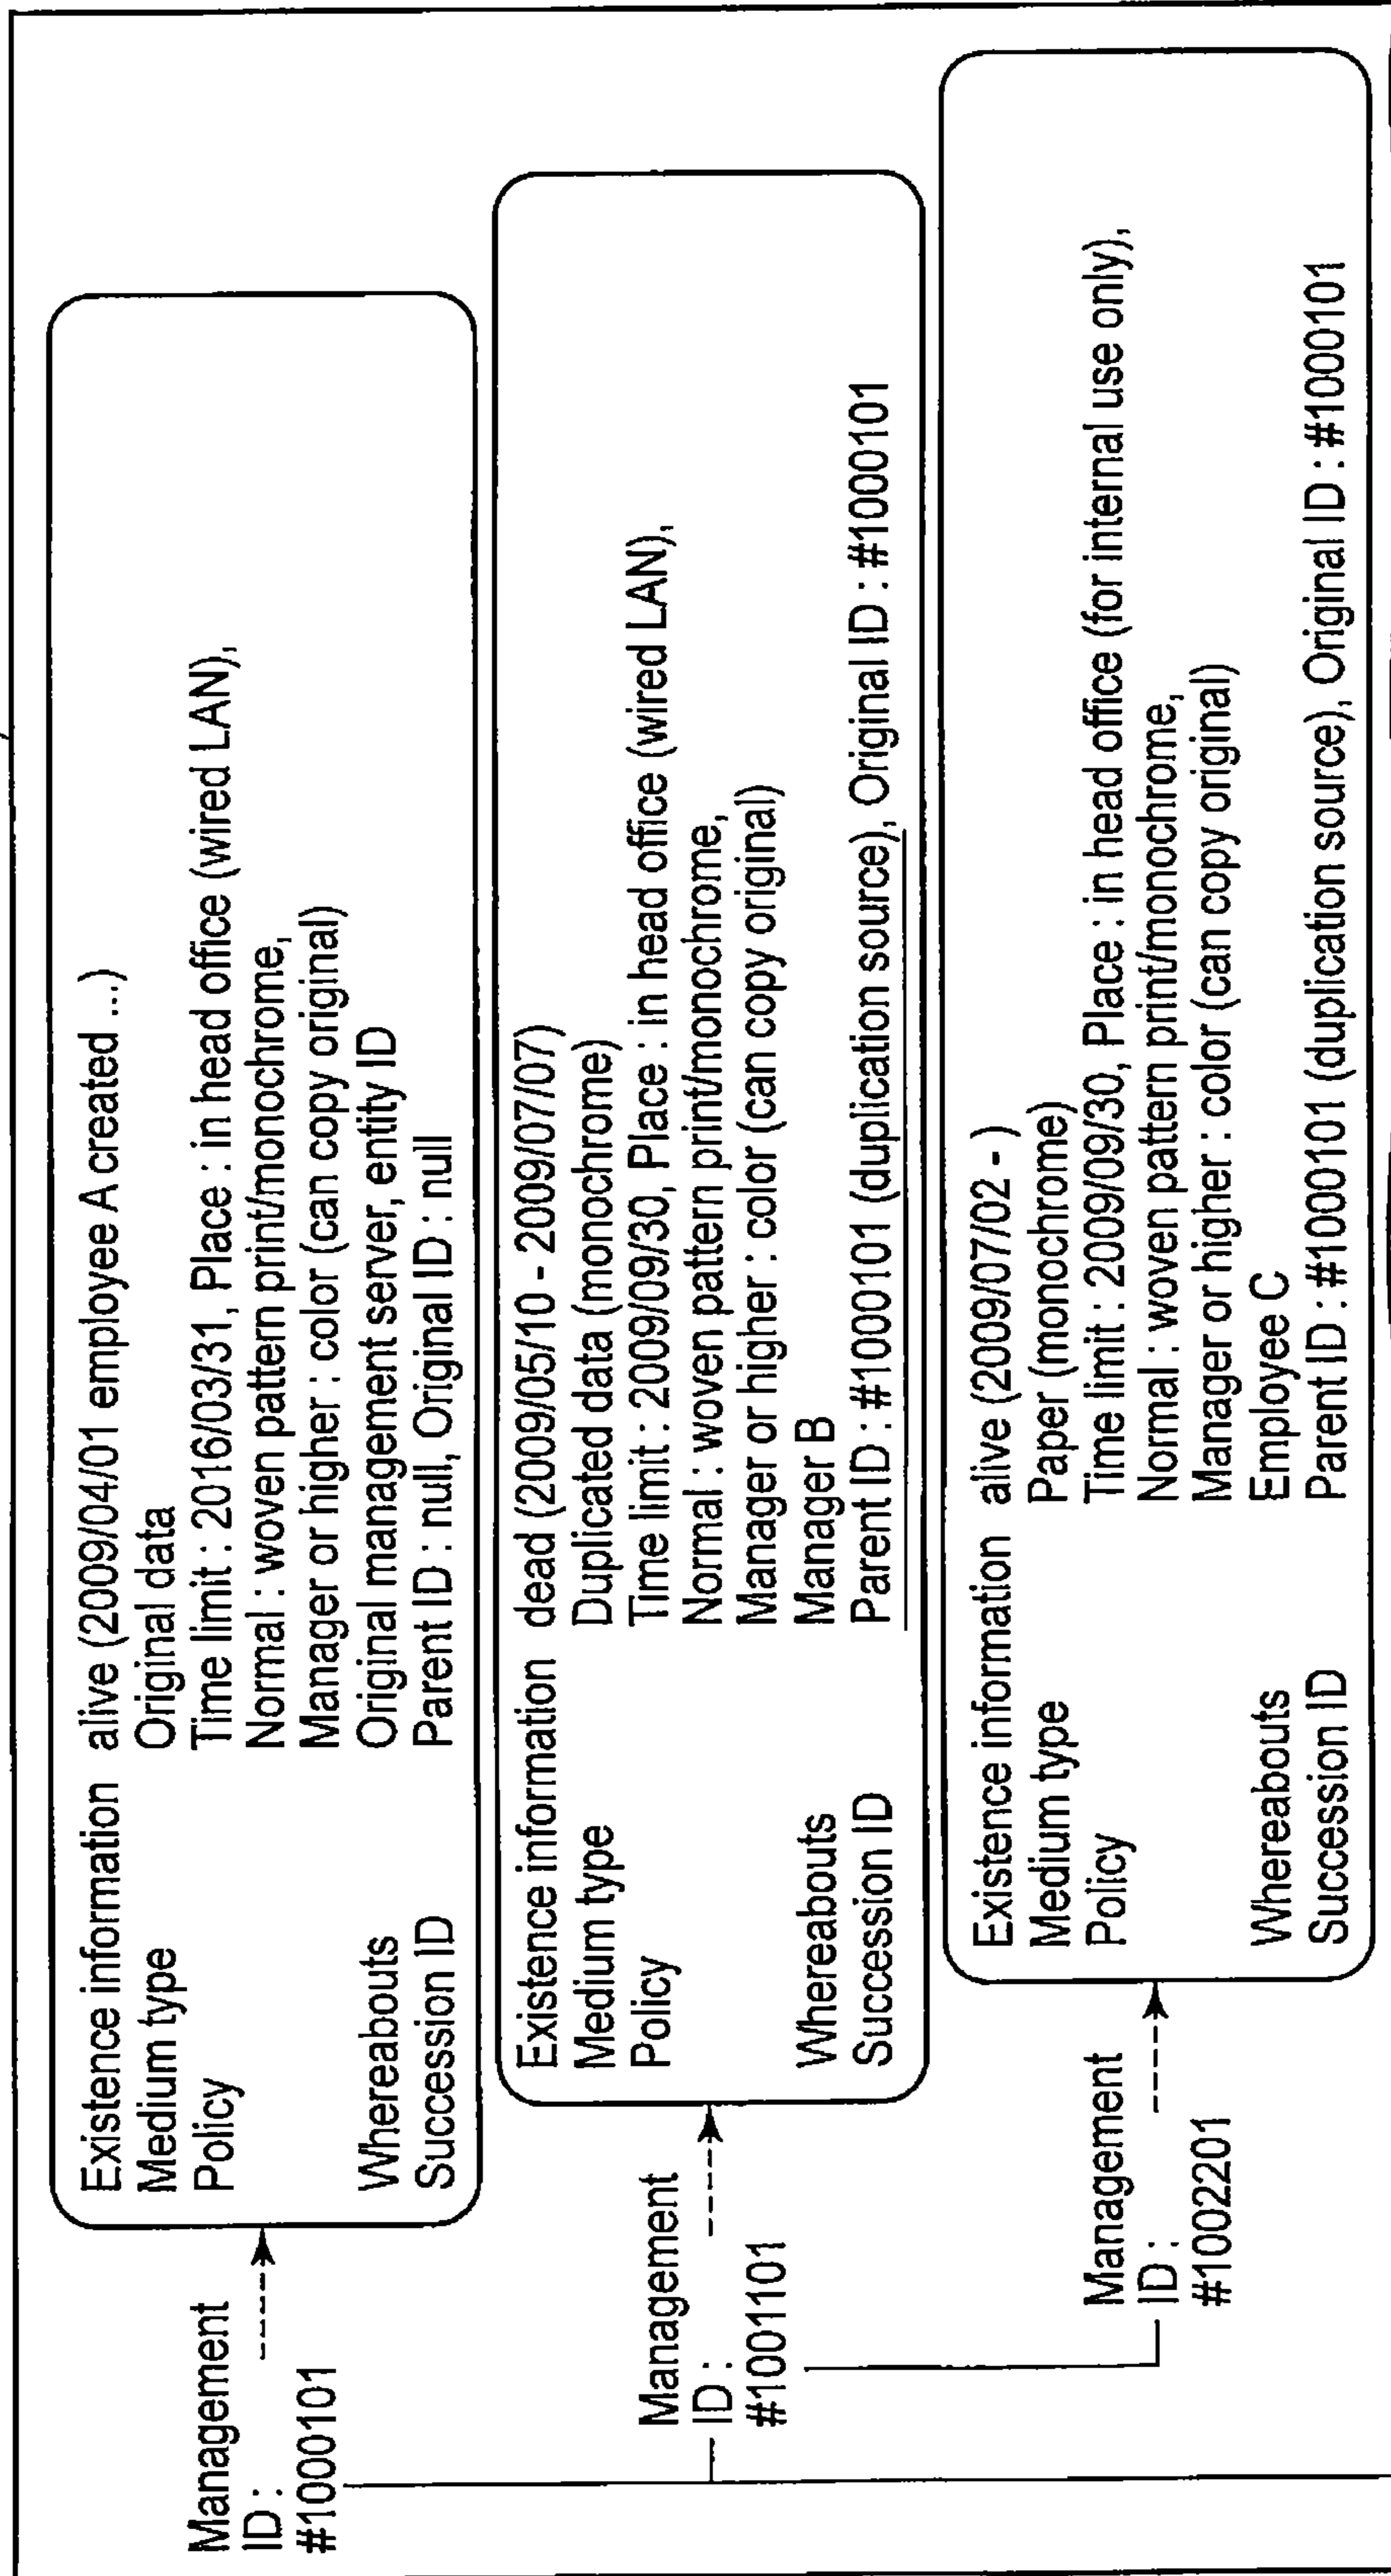 Management
ID :
#1000101
Existence information alive (2009/04/01 employee A created ...)
Medium type Original data
Policy Time limit : 2016/03/31, Place : in head office (wired LAN),
Normal : woven pattern print/monochrome,
Manager or higher : color (can copy original)
Whereabouts Original management server, entity ID
Succession ID Parent ID : null, Original ID : null
Management
ID :
#1001101
Existence information dead (2009/05/10 - 2009/07/07)
Medium type Duplicated data (monochrome)
Policy Time limit : 2009/09/30, Place : in head office (wired LAN),
Normal : woven pattern print/monochrome,
Manager or higher : color (can copy original)
Whereabouts Manager B
Succession ID Parent ID : #1000101 (duplication source), Original ID : #1000101
Management
ID :
#1002201
Existence information alive (2009/07/02 - )
Medium type Paper (monochrome)
Policy Time limit : 2009/09/30, Place : in head office (for internal use only),
Normal : woven pattern print/monochrome,
Manager or higher : color (can copy original)
Whereabouts Employee C
Succession ID Parent ID : #1000101 (duplication source), Original ID : #1000101